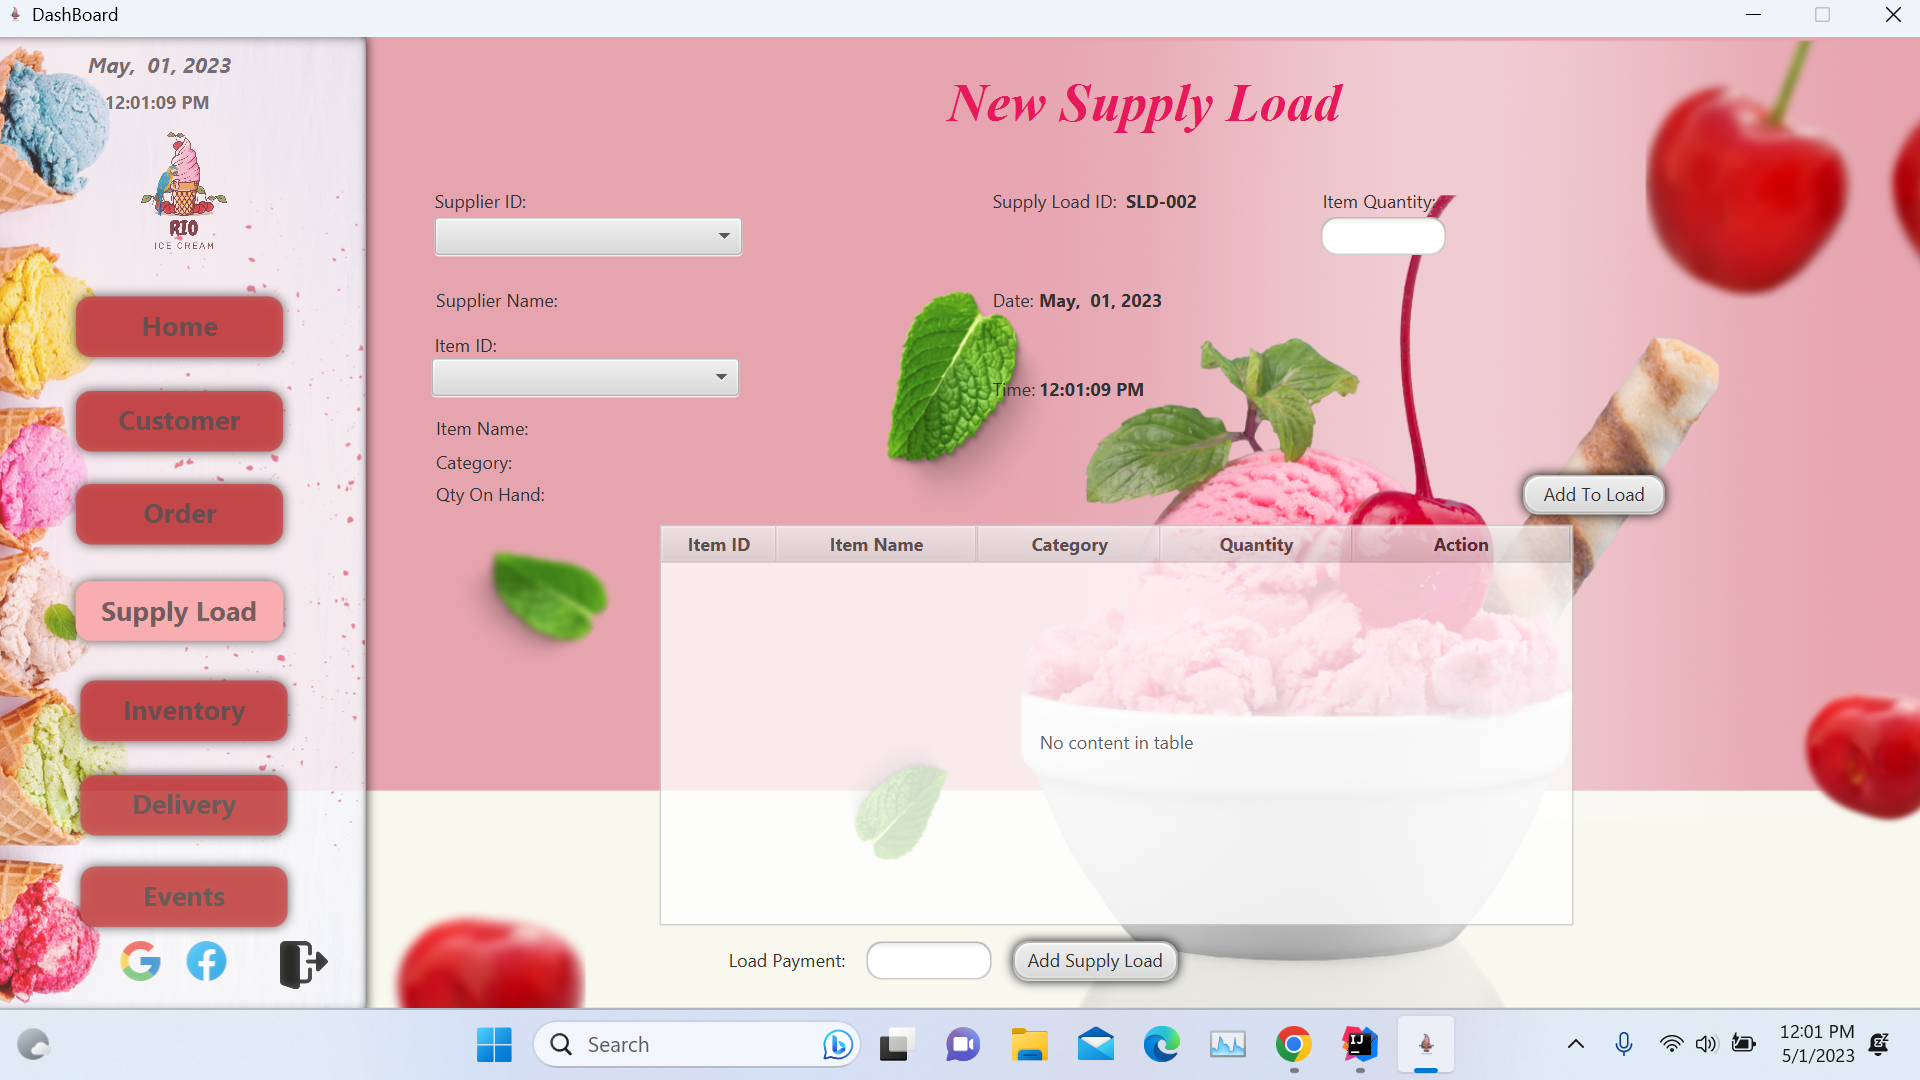 DashBoard
May, 01, 2023
12:01:09 PM
RIO
ICE CREAM
Home
Customer
Order
Supply Load
Inventory
Delivery
Events
New Supply Load
Supplier ID:
Supply Load ID: SLD-002
Item Quantity:
Supplier Name:
Date: May, 01, 2023
Item ID:
Time: 12:01:09 PM
Item Name:
Category:
Qty On Hand:
Add To Load
Item ID Item Name Category Quantity Action
No content in table
Load Payment:
Add Supply Load
Search
12:01 PM
5/1/2023